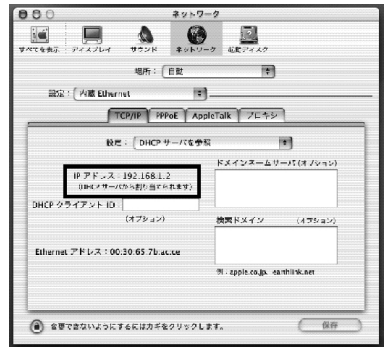 ネットワーク
すべてを表示 ディスプレイ サウンド ネットワーク 起動ディスク
場所： 自動
設定： 内蔵 Ethernet
TCP/IP PPPoE AppleTalk プロキシ
設定： DHCP サーバを参照
ドメインネームサーバ (オプション)
IP アドレス：192.168.1.2
(DHCP サーバから割り当てられます)
DHCP クライアント ID
(オプション)
検索ドメイン (オプション)
Ethernet アドレス：00:30:65:7b:ac:ce
例：apple.co.jp, earthlink.net
変更できないようにするにはカギをクリックします。
保存